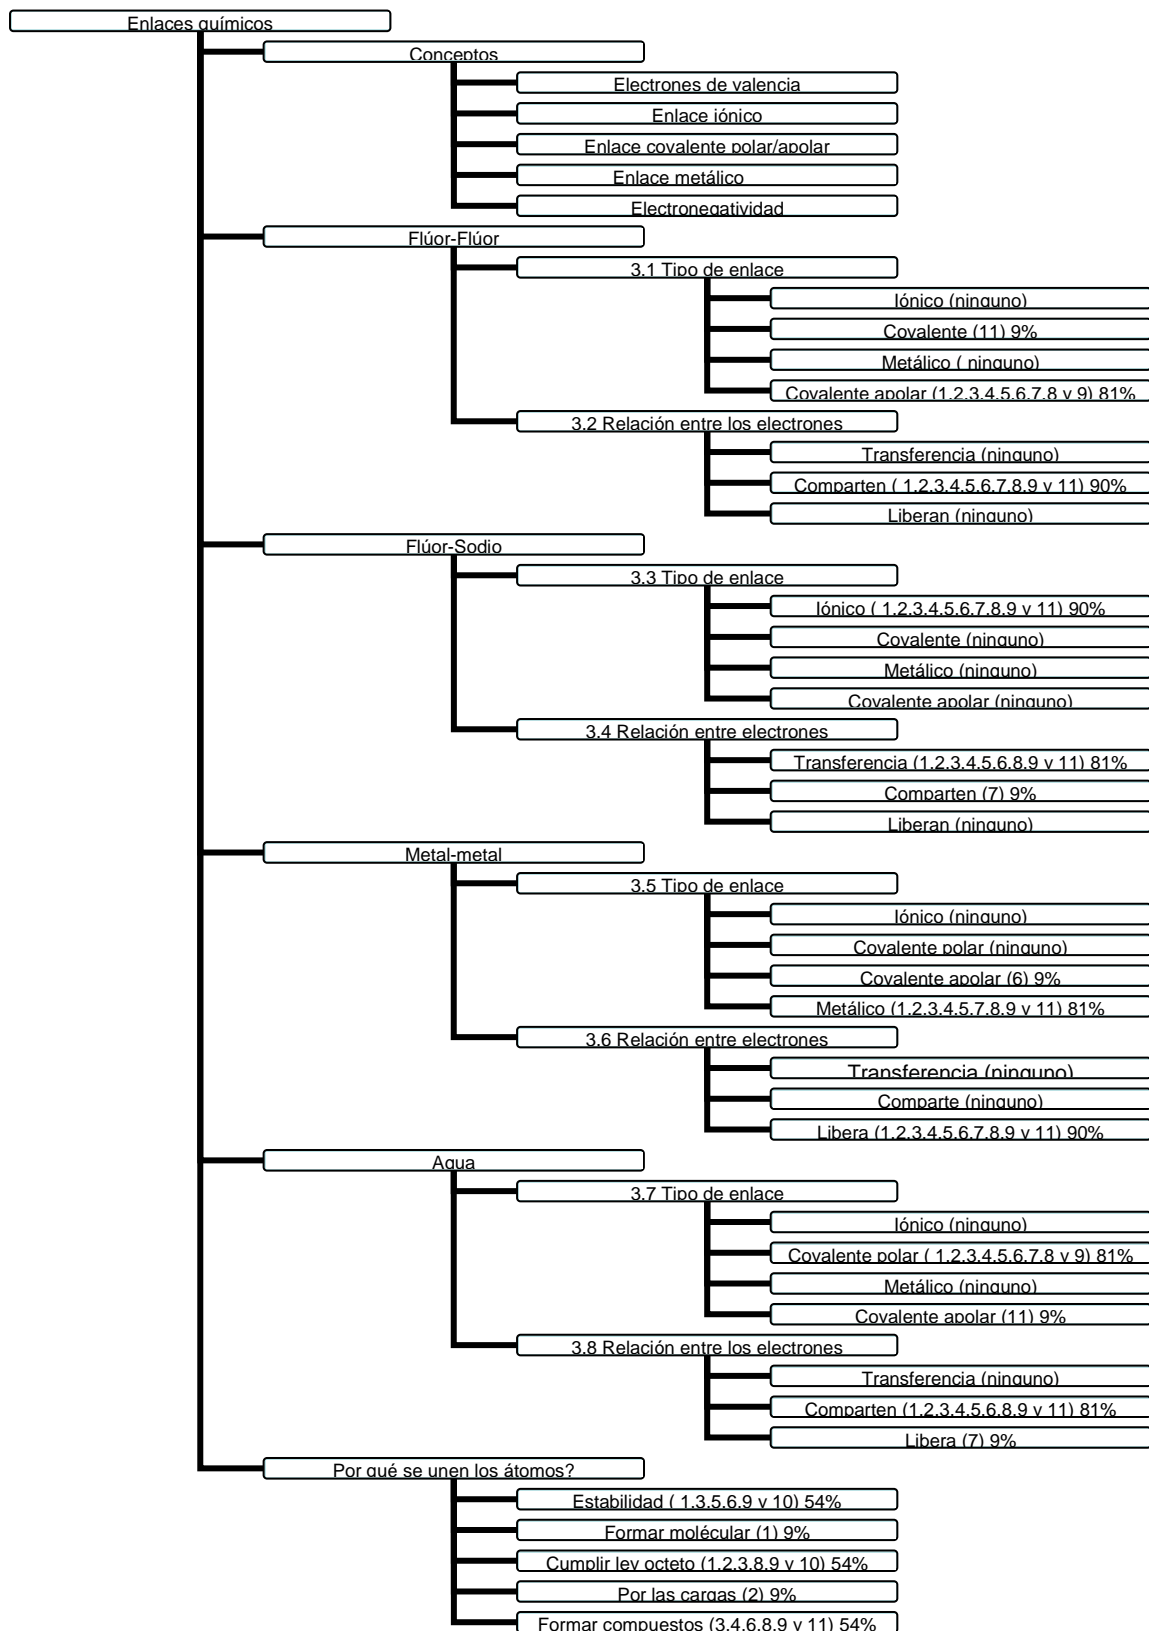 Enlaces químicos
Conceptos
Electrones de valencia
Enlace iónico
Enlace covalente polar/apolar
Enlace metálico
Electronegatividad
Flúor-Flúor
3.1 Tipo de enlace
Iónico (ninguno)
Covalente (11) 9%
Metálico ( ninguno)
Covalente apolar (1,2,3,4,5,6,7,8 y 9) 81%
3.2 Relación entre los electrones
Transferencia (ninguno)
Comparten ( 1,2,3,4,5,6,7,8,9 y 11) 90%
Liberan (ninguno)
Flúor-Sodio
3.3 Tipo de enlace
Iónico ( 1,2,3,4,5,6,7,8,9 y 11) 90%
Covalente (ninguno)
Metálico (ninguno)
Covalente apolar (ninguno)
3.4 Relación entre electrones
Transferencia (1,2,3,4,5,6,8,9 y 11) 81%
Comparten (7) 9%
Liberan (ninguno)
Metal-metal
3.5 Tipo de enlace
Iónico (ninguno)
Covalente polar (ninguno)
Covalente apolar (6) 9%
Metálico (1,2,3,4,5,7,8,9 y 11) 81%
3.6 Relación entre electrones
Transferencia (ninguno)
Comparte (ninguno)
Libera (1,2,3,4,5,6,7,8,9 y 11) 90%
Agua
3.7 Tipo de enlace
Iónico (ninguno)
Covalente polar ( 1,2,3,4,5,6,7,8 y 9) 81%
Metálico (ninguno)
Covalente apolar (11) 9%
3.8 Relación entre los electrones
Transferencia (ninguno)
Comparten (1,2,3,4,5,6,8,9 y 11) 81%
Libera (7) 9%
Por qué se unen los átomos?
Estabilidad ( 1,3,5,6,9 y 10) 54%
Formar molécular (1) 9%
Cumplir ley octeto (1,2,3,8,9 y 10) 54%
Por las cargas (2) 9%
Formar compuestos (3,4,6,8,9 y 11) 54%